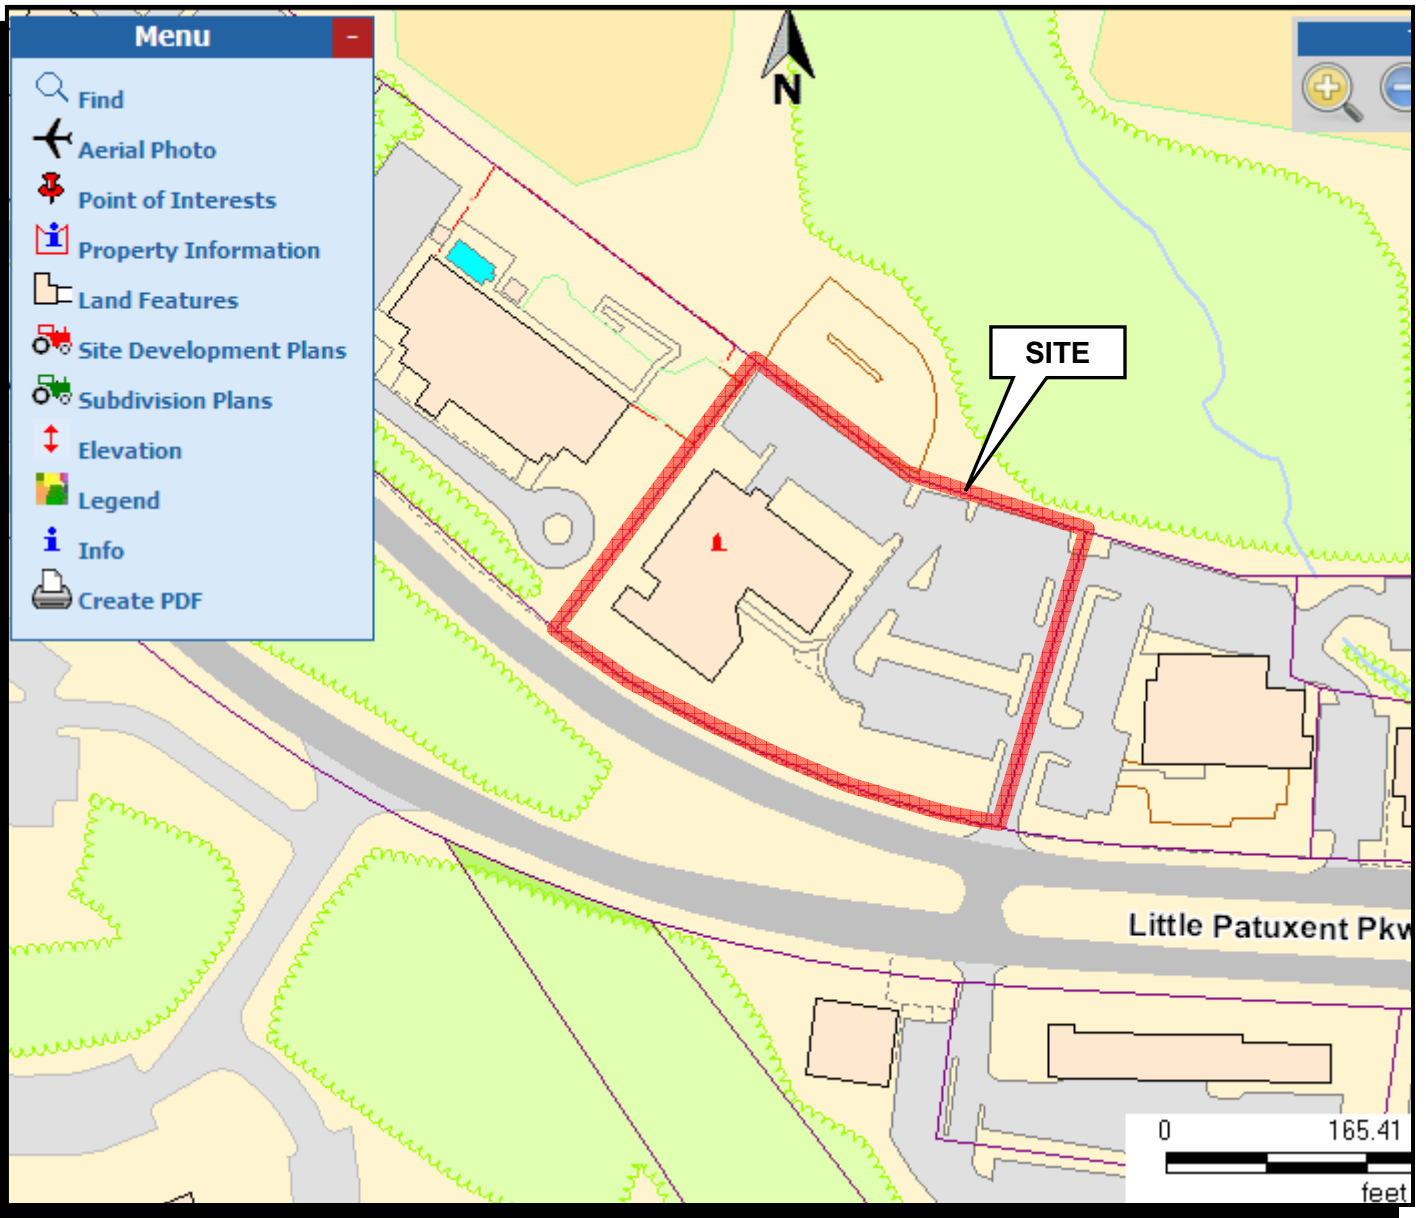 Menu
-
Find
Aerial Photo
Point of Interests
Property Information
Land Features
Site Development Plans
Subdivision Plans
Elevation
Legend
Info
Create PDF
N
SITE
Little Patuxent Pkw
0 165.41
feet